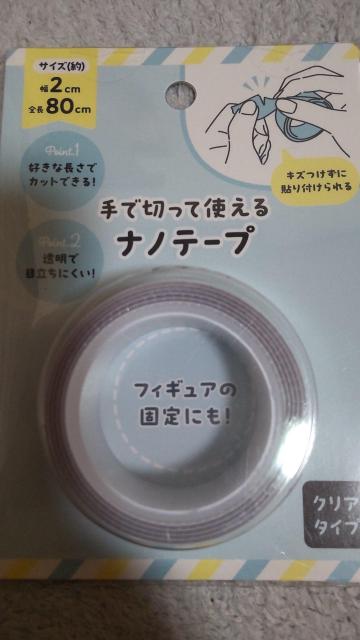 サイズ(約)
幅2cm
全長80cm
Point.1
好きな長さで
カットできる!
キズつけずに
貼り付けられる
手で切って使える
ナノテープ
Point.2
透明で
目立ちにくい!
フィギュアの
固定にも!
クリア
タイプ